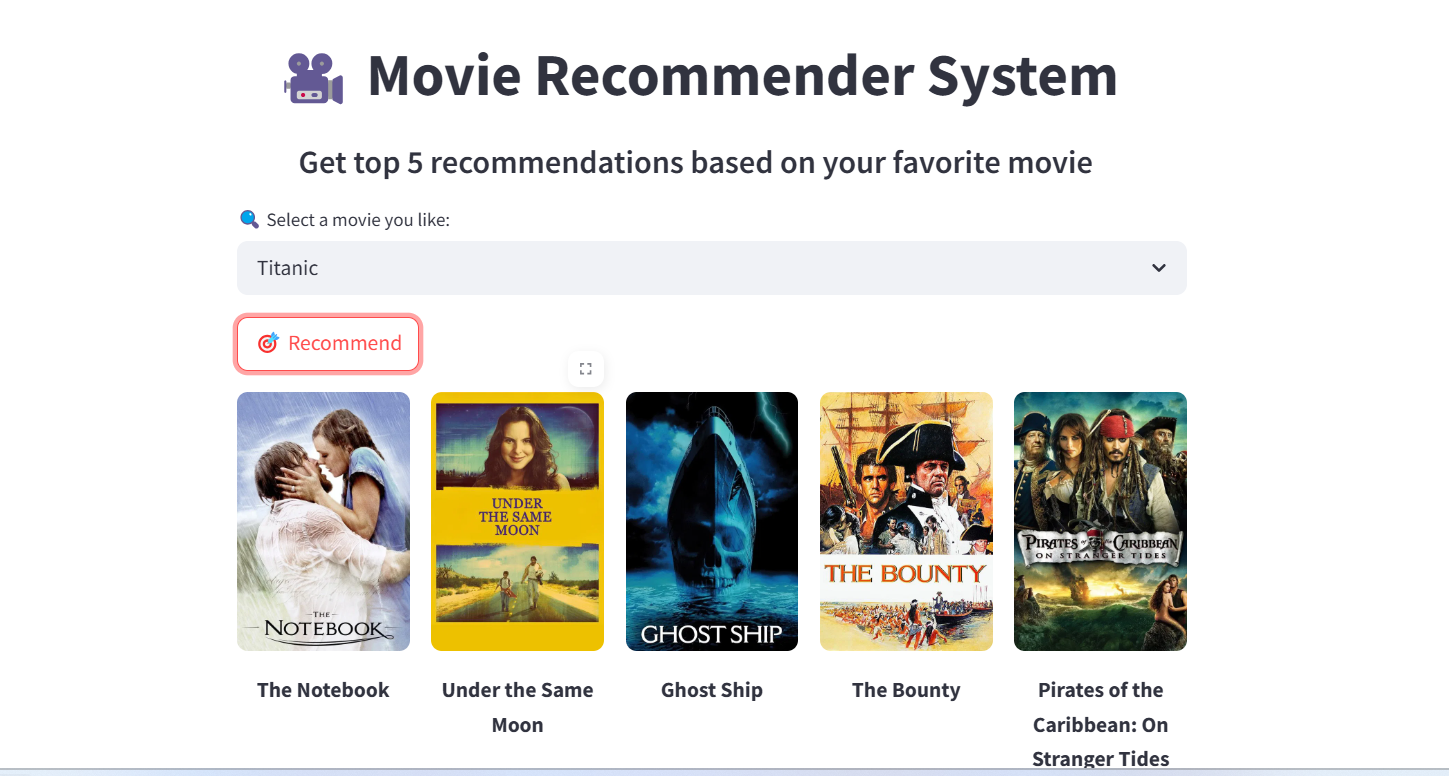 Movie Recommender System
Get top 5 recommendations based on your favorite movie
Select a movie you like:
Titanic
Recommend
THE
NOTEBOOK
UNDER
THE SAME
MOON
GHOST SHIP
THE BOUNTY
PIRATES of the CARIBBEAN
ON STRANGER TIDES
The Notebook
Under the Same
Moon
Ghost Ship
The Bounty
Pirates of the
Caribbean: On
Stranger Tides